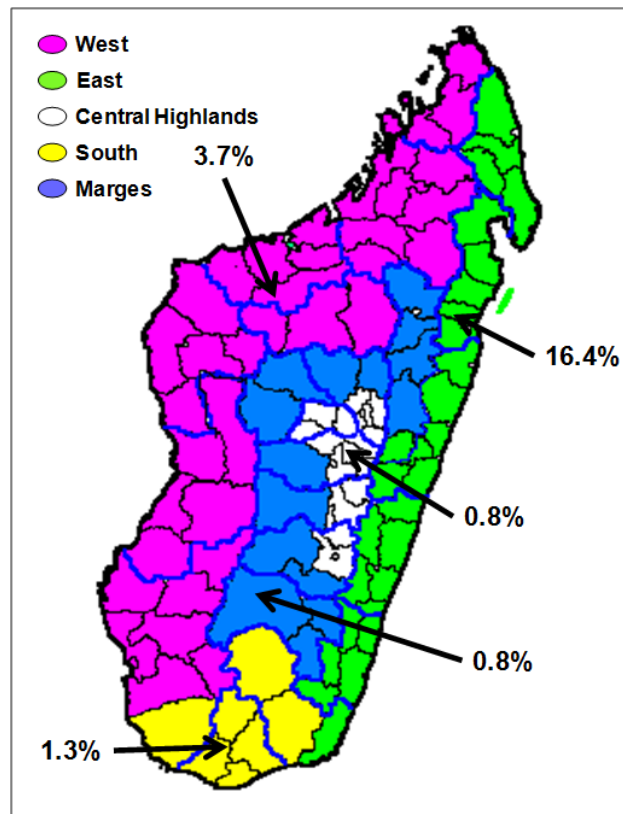 West
East
Central Highlands
South
Marges
3.7%
16.4%
0.8%
0.8%
1.3%